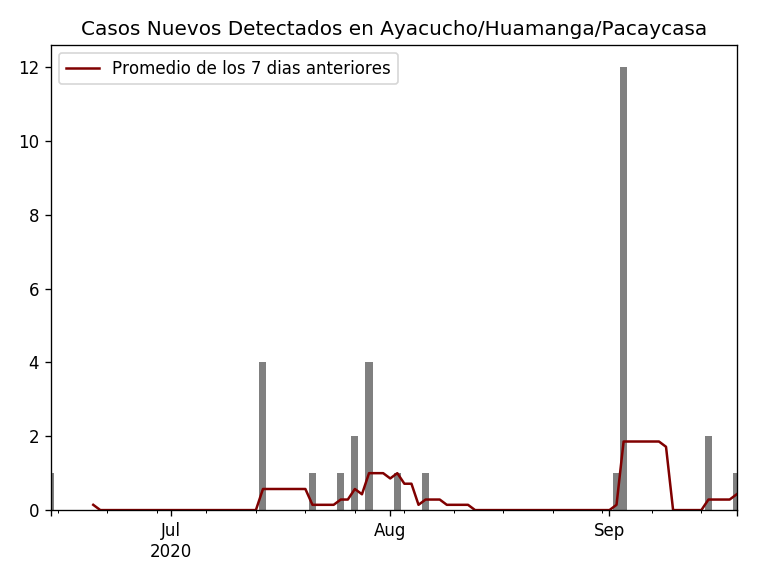 Casos Nuevos Detectados en Ayacucho/Huamanga/Pacaycasa
Promedio de los 7 dias anteriores
12
10
8
6
4
2
0
Jul Aug Sep
2020